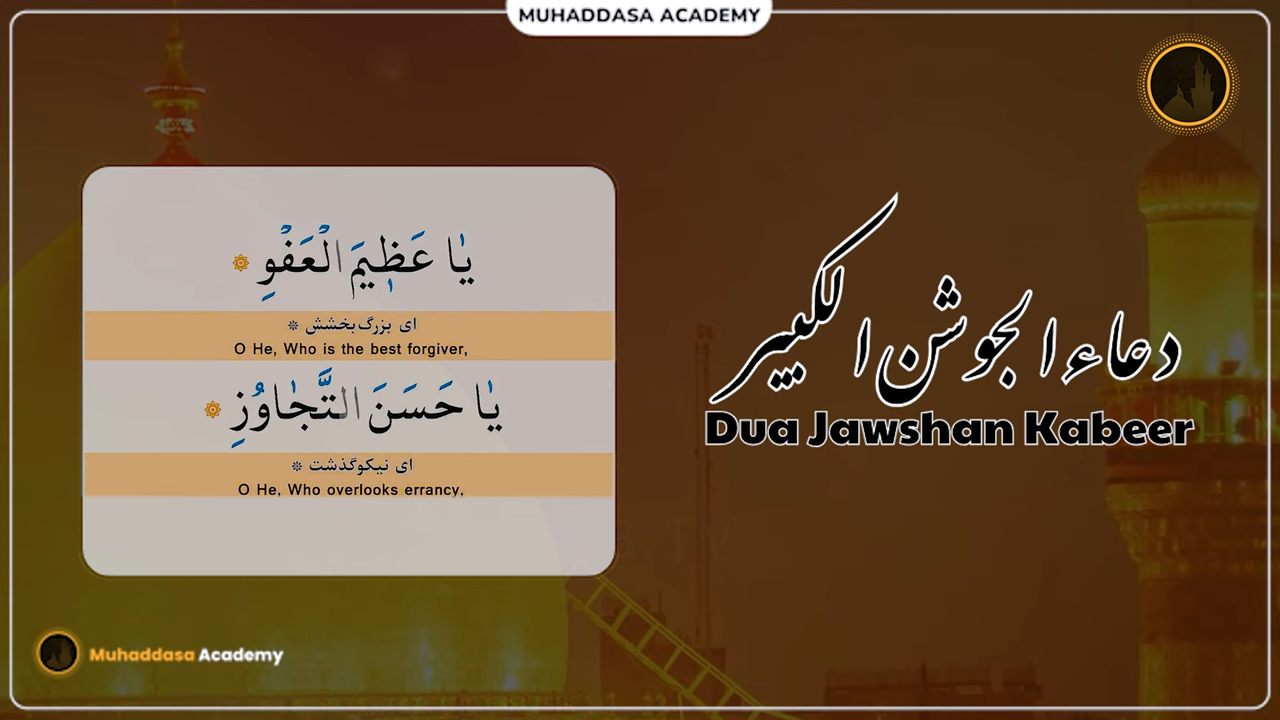 MUHADDASA ACADEMY
يٰا عَظٖيمَ الْعَفْوِ ۞
ای بزرگ‌بخشش ❊
O He, Who is the best forgiver,
يٰا حَسَنَ التَّجٰاوُزِ ۞
ای نیکوگذشت ❊
O He, Who overlooks errancy,
دعاء الجوشن الكبير
Dua Jawshan Kabeer
Muhaddasa Academy